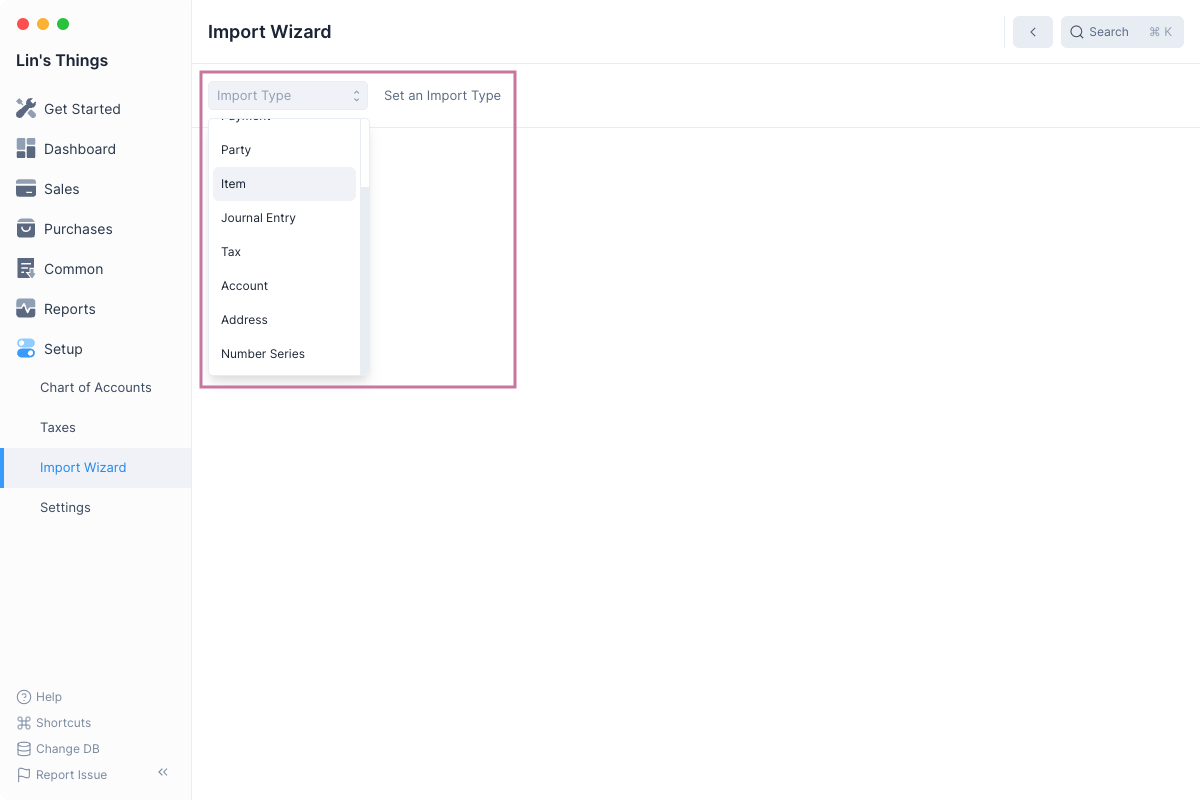 Lin's Things
Get Started
Dashboard
Sales
Purchases
Common
Reports
Setup
Chart of Accounts
Taxes
Import Wizard
Settings
Help
Shortcuts
Change DB
Report Issue
Import Wizard
Search ⌘ K
Import Type
Set an Import Type
Payment
Party
Item
Journal Entry
Tax
Account
Address
Number Series